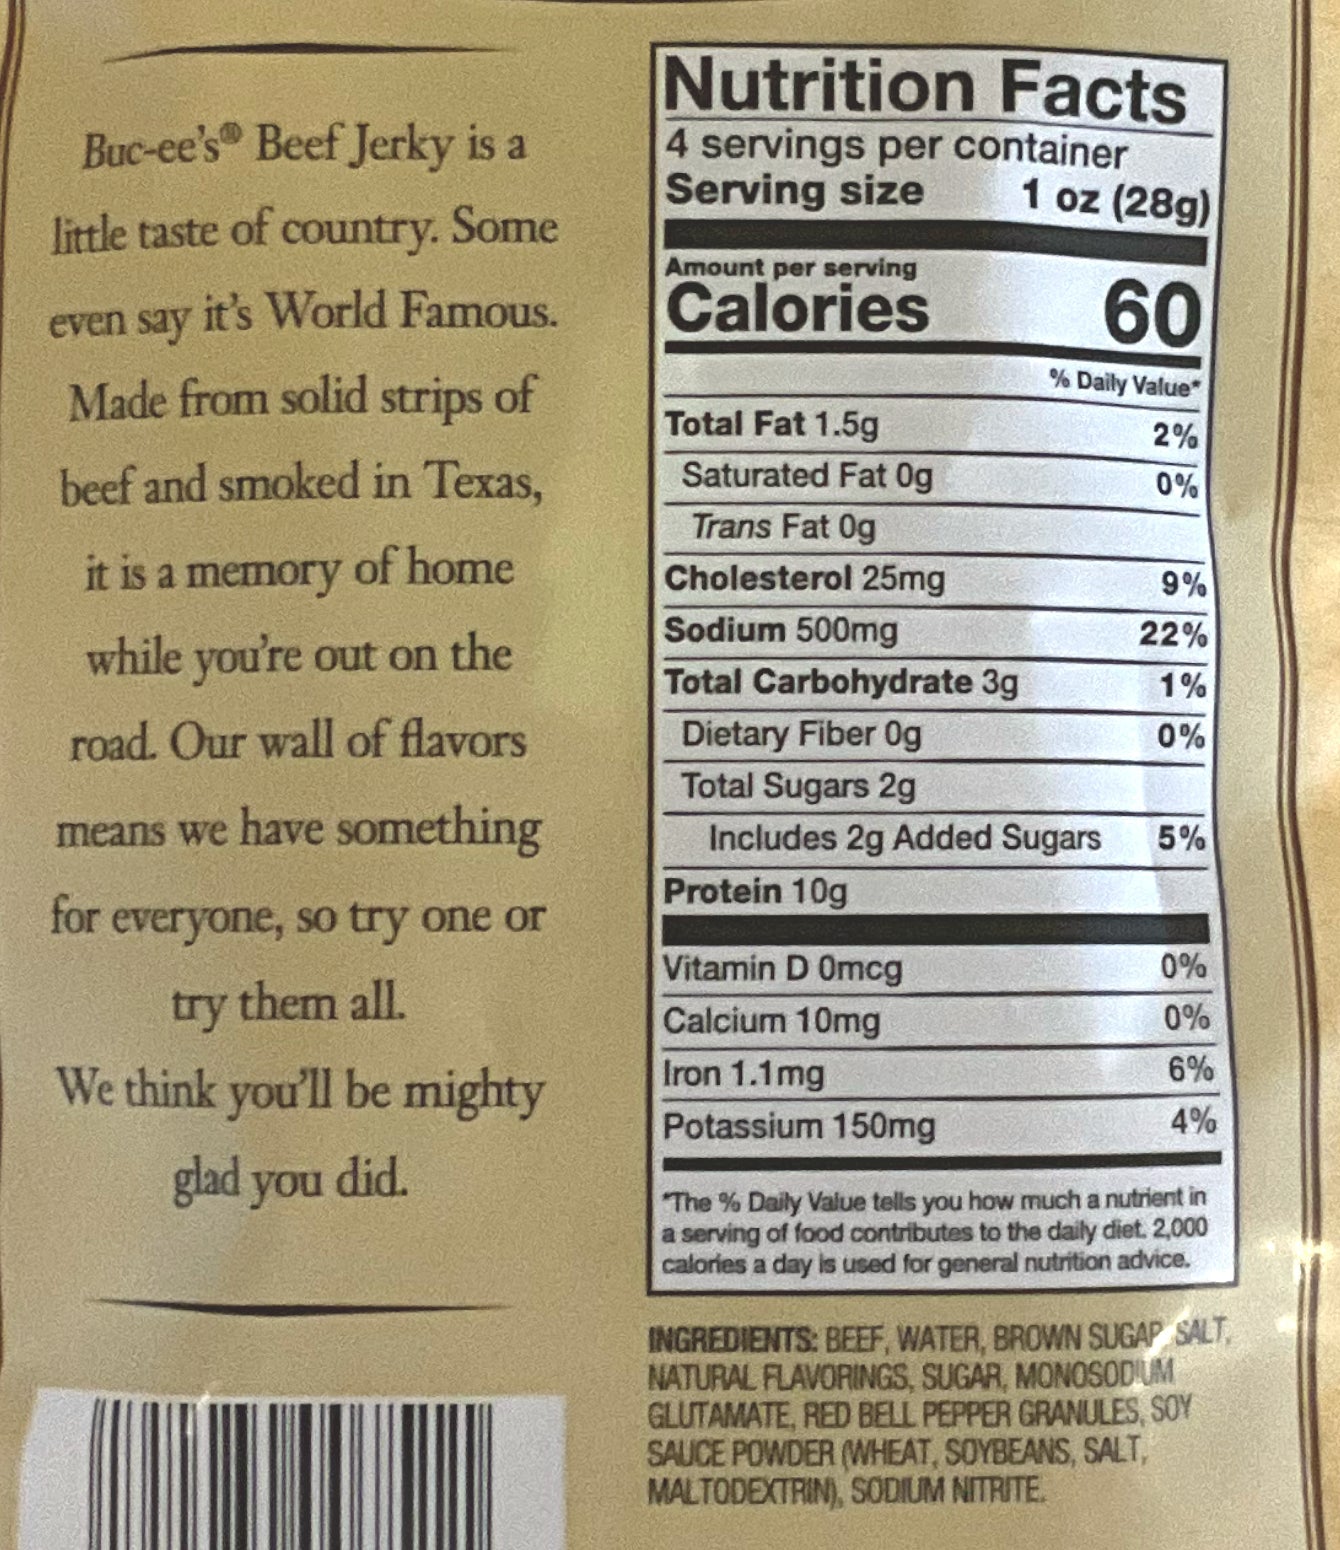 Buc-ee's® Beef Jerky is a
little taste of country. Some
even say it's World Famous.
Made from solid strips of
beef and smoked in Texas,
it is a memory of home
while you're out on the
road. Our wall of flavors
means we have something
for everyone, so try one or
try them all.
We think you'll be mighty
glad you did.
Nutrition Facts
4 servings per container
Serving size 1 oz (28g)
Amount per serving
Calories 60
% Daily Value*
Total Fat 1.5g 2%
Saturated Fat 0g 0%
Trans Fat 0g
Cholesterol 25mg 9%
Sodium 500mg 22%
Total Carbohydrate 3g 1%
Dietary Fiber 0g 0%
Total Sugars 2g
Includes 2g Added Sugars 5%
Protein 10g
Vitamin D 0mcg 0%
Calcium 10mg 0%
Iron 1.1mg 6%
Potassium 150mg 4%
*The % Daily Value tells you how much a nutrient in
a serving of food contributes to the daily diet. 2,000
calories a day is used for general nutrition advice.
INGREDIENTS: BEEF, WATER, BROWN SUGAR, SALT,
NATURAL FLAVORINGS, SUGAR, MONOSODIUM
GLUTAMATE, RED BELL PEPPER GRANULES, SOY
SAUCE POWDER (WHEAT, SOYBEANS, SALT,
MALTODEXTRIN), SODIUM NITRITE.